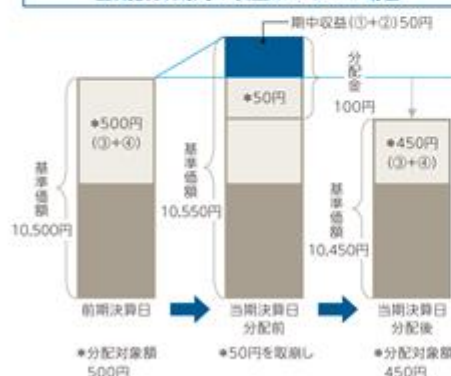 期中収益(①+②)50円
*500円
(③+④)
*50円
分配金
100円
*450円
(③+④)
基準価額
10,500円
基準価額
10,550円
基準価額
10,450円
前期決算日
当期決算日
分配前
当期決算日
分配後
*分配対象額
500円
*50円を取崩し
*分配対象額
450円